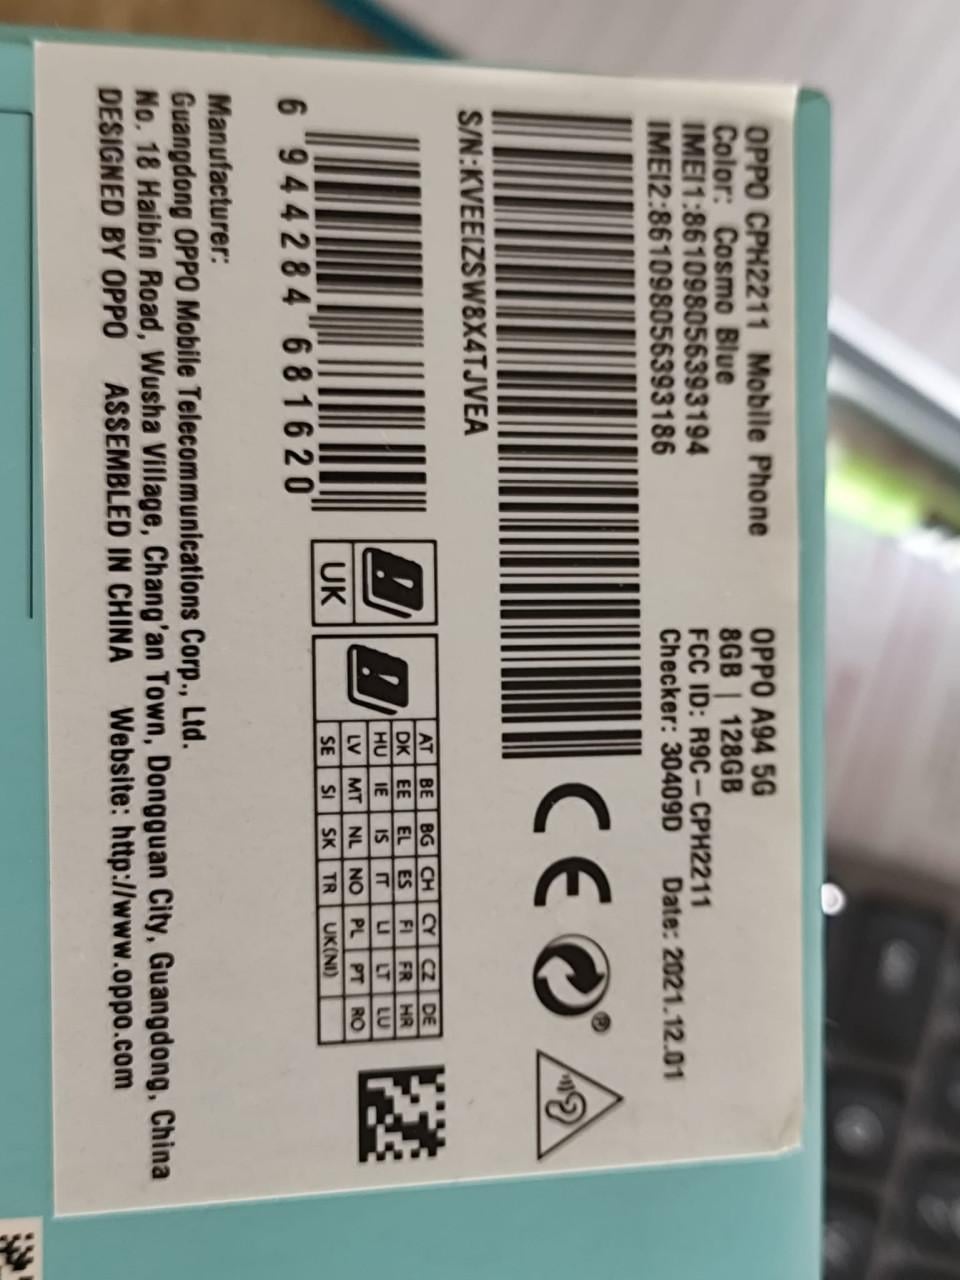 OPPO CPH2211 Mobile Phone
OPPO A94 5G
Color: Cosmo Blue
8GB | 128GB
IMEI1:861098056393194
FCC ID: R9C-CPH2211
IMEI2:861098056393186
Checker: 30409D Date: 2021.12.01
S/N:KVEEIZSW8X4TJVEA
CE
6 944284 681620
UK
AT BE BG CH CY CZ DE
DK EE EL ES FI FR HR
HU IE IS IT LI LT LU
LV MT NL NO PL PT RO
SE SI SK TR UK(NI)
Manufacturer:
Guangdong OPPO Mobile Telecommunications Corp., Ltd.
No. 18 Haibin Road, Wusha Village, Chang'an Town, Dongguan City, Guangdong, China
DESIGNED BY OPPO ASSEMBLED IN CHINA Website: http://www.oppo.com